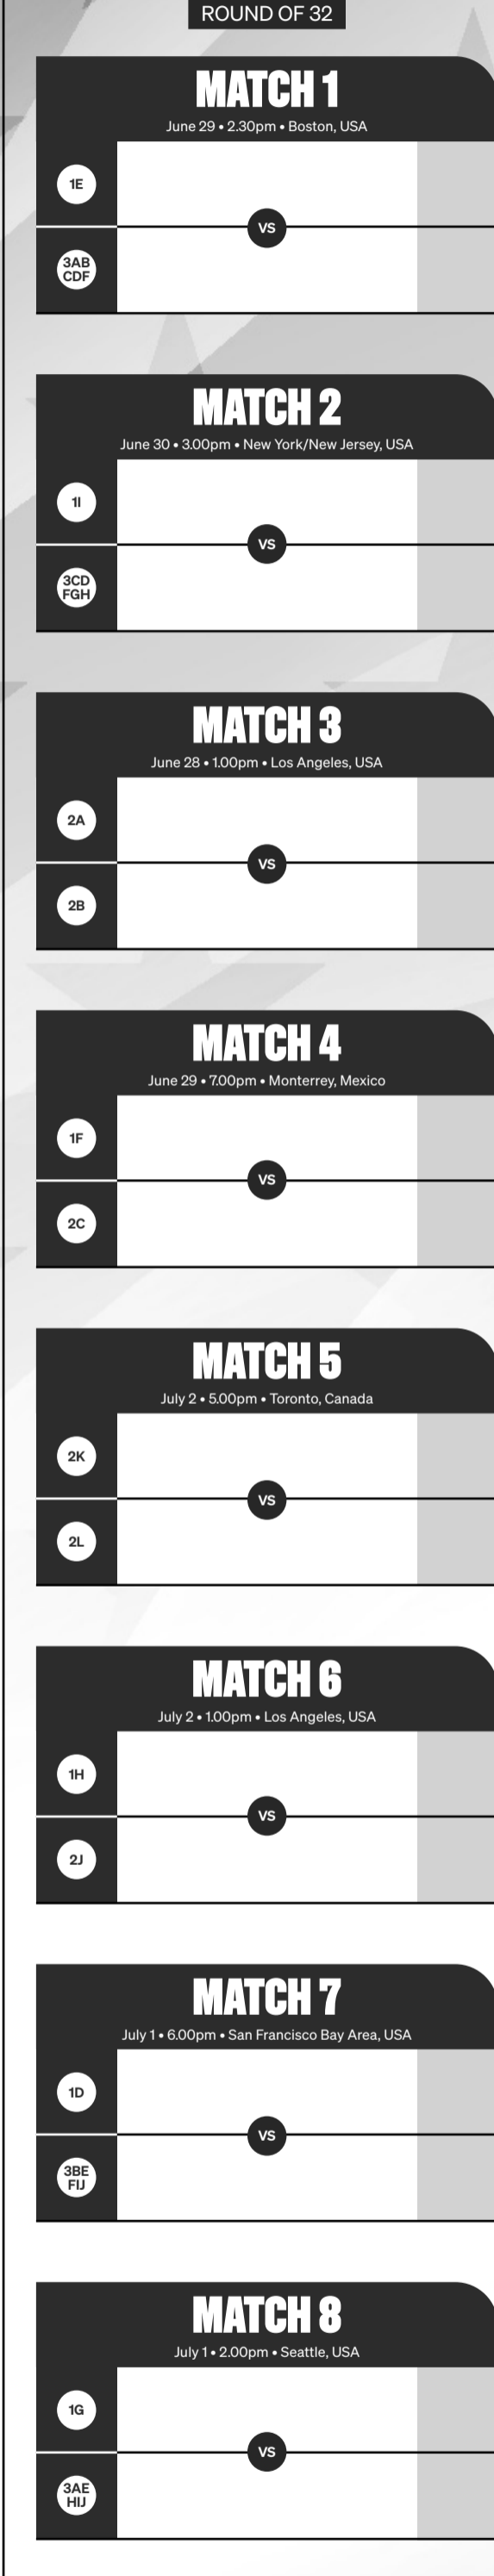 ROUND OF 32
MATCH 1
June 29 • 2.30pm • Boston, USA
1E
VS
3AB
CDF
MATCH 2
June 30 • 3.00pm • New York/New Jersey, USA
1I
VS
3CD
FGH
MATCH 3
June 28 • 1.00pm • Los Angeles, USA
2A
VS
2B
MATCH 4
June 29 • 7.00pm • Monterrey, Mexico
1F
VS
2C
MATCH 5
July 2 • 5.00pm • Toronto, Canada
2K
VS
2L
MATCH 6
July 2 • 1.00pm • Los Angeles, USA
1H
VS
2J
MATCH 7
July 1 • 6.00pm • San Francisco Bay Area, USA
1D
VS
3BE
FIJ
MATCH 8
July 1 • 2.00pm • Seattle, USA
1G
VS
3AE
HIJ